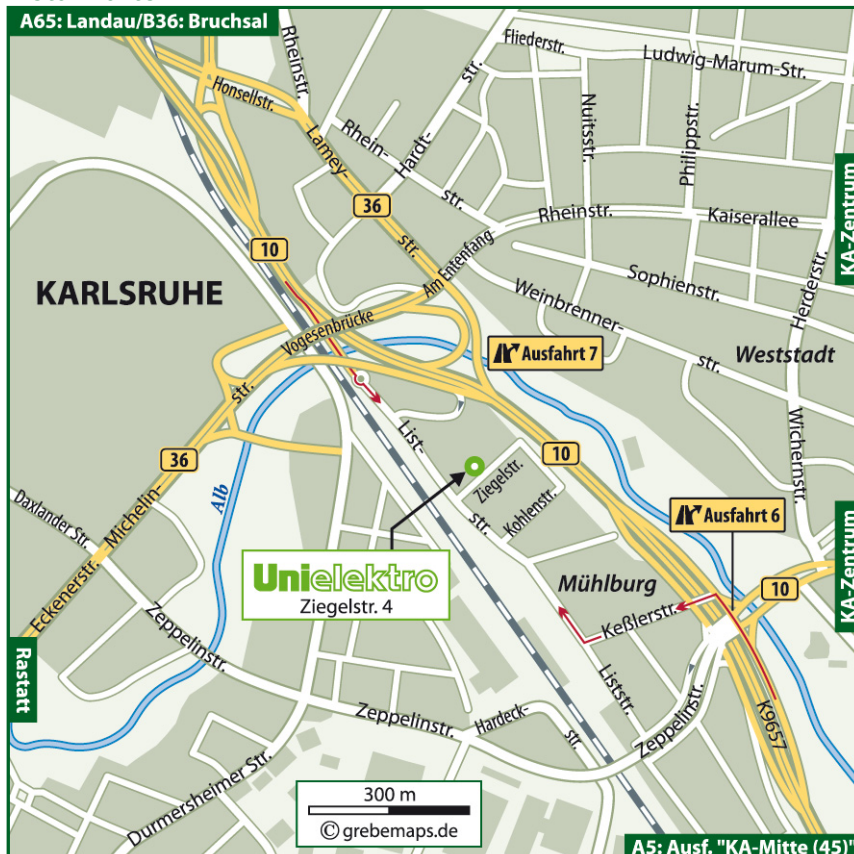 A65: Landau/B36: Bruchsal
Rheinstr.
Fliederstr.
Ludwig-Marum-Str.
Honsellstr.
Hardt-
str.
Nuitsstr.
Philippstr.
Lamey-
str.
Rhein-
str.
36
Rheinstr.
Kaiserallee
KA-Zentrum
10
Am Entenfang
Sophienstr.
Herderstr.
KARLSRUHE
Weinbrenner-
str.
Vogesenbrücke
Ausfahrt 7
Weststadt
Michelin-
str.
36
List-
str.
10
Wichernstr.
Ziegelstr.
Kohlenstr.
Alb
Daxlander Str.
Ausfahrt 6
KA-Zentrum
Unielektro
Ziegelstr. 4
Mühlburg
10
Eckenerstr.
Keßlerstr.
Zeppelinstr.
Rastatt
Liststr.
Zeppelinstr.
K9657
Zeppelinstr.
Hardeck-
str.
Durmersheimer Str.
300 m
© grebemaps.de
A5: Ausf. "KA-Mitte (45)"